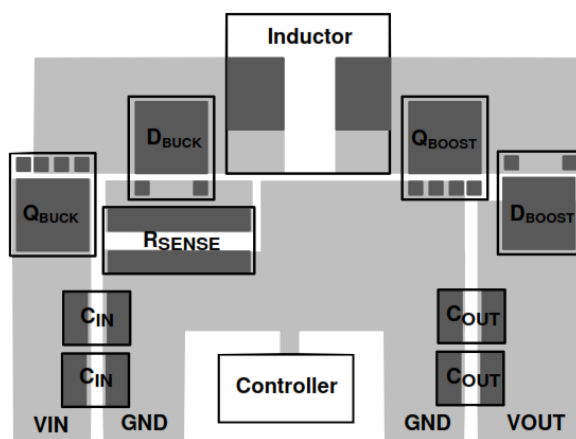 Inductor
DBUCK
QBOOST
QBUCK
DBOOST
RSENSE
CIN
COUT
CIN
COUT
Controller
VIN
GND
GND
VOUT